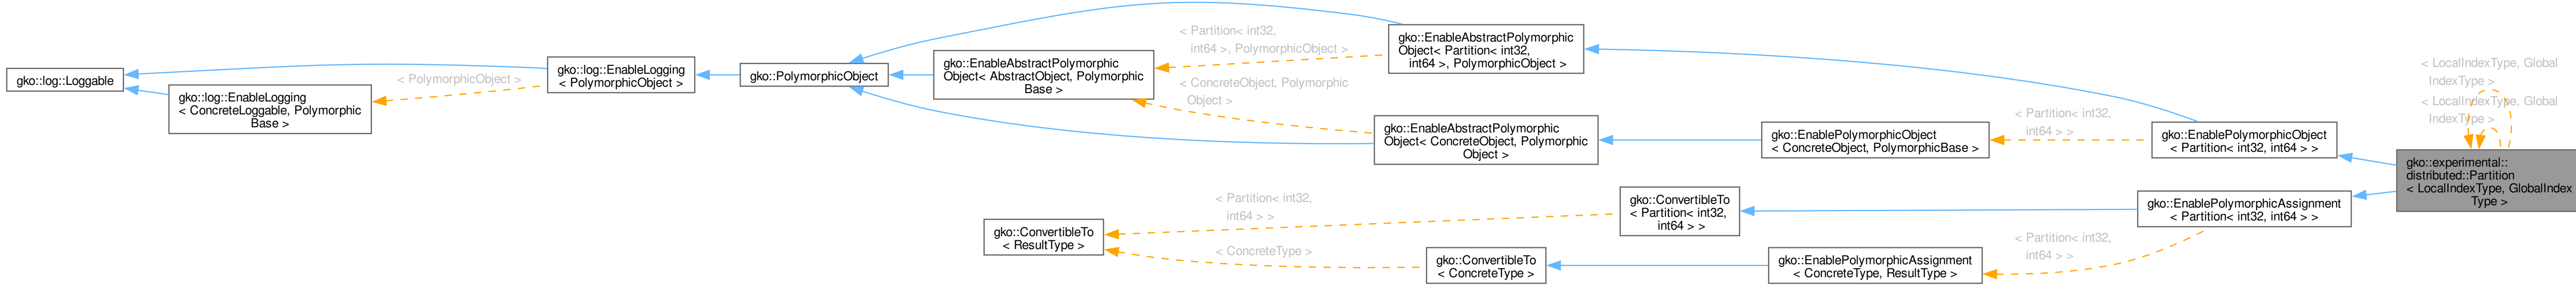 gko::log::Loggable
gko::log::EnableLogging
< ConcreteLoggable, Polymorphic
Base >
< PolymorphicObject >
gko::log::EnableLogging
< PolymorphicObject >
gko::PolymorphicObject
gko::EnableAbstractPolymorphic
Object< AbstractObject, Polymorphic
Base >
< Partition< int32,
int64 >, PolymorphicObject >
< ConcreteObject, Polymorphic
Object >
gko::EnableAbstractPolymorphic
Object< Partition< int32,
int64 >, PolymorphicObject >
gko::EnableAbstractPolymorphic
Object< ConcreteObject, Polymorphic
Object >
gko::EnablePolymorphicObject
< ConcreteObject, PolymorphicBase >
< Partition< int32,
int64 > >
gko::EnablePolymorphicObject
< Partition< int32, int64 > >
< LocalIndexType, Global
IndexType >
< LocalIndexType, Global
IndexType >
gko::experimental::
distributed::Partition
< LocalIndexType, GlobalIndex
Type >
gko::ConvertibleTo
< ResultType >
< Partition< int32,
int64 > >
< ConcreteType >
gko::ConvertibleTo
< Partition< int32,
int64 > >
gko::ConvertibleTo
< ConcreteType >
gko::EnablePolymorphicAssignment
< ConcreteType, ResultType >
< Partition< int32,
int64 > >
gko::EnablePolymorphicAssignment
< Partition< int32, int64 > >